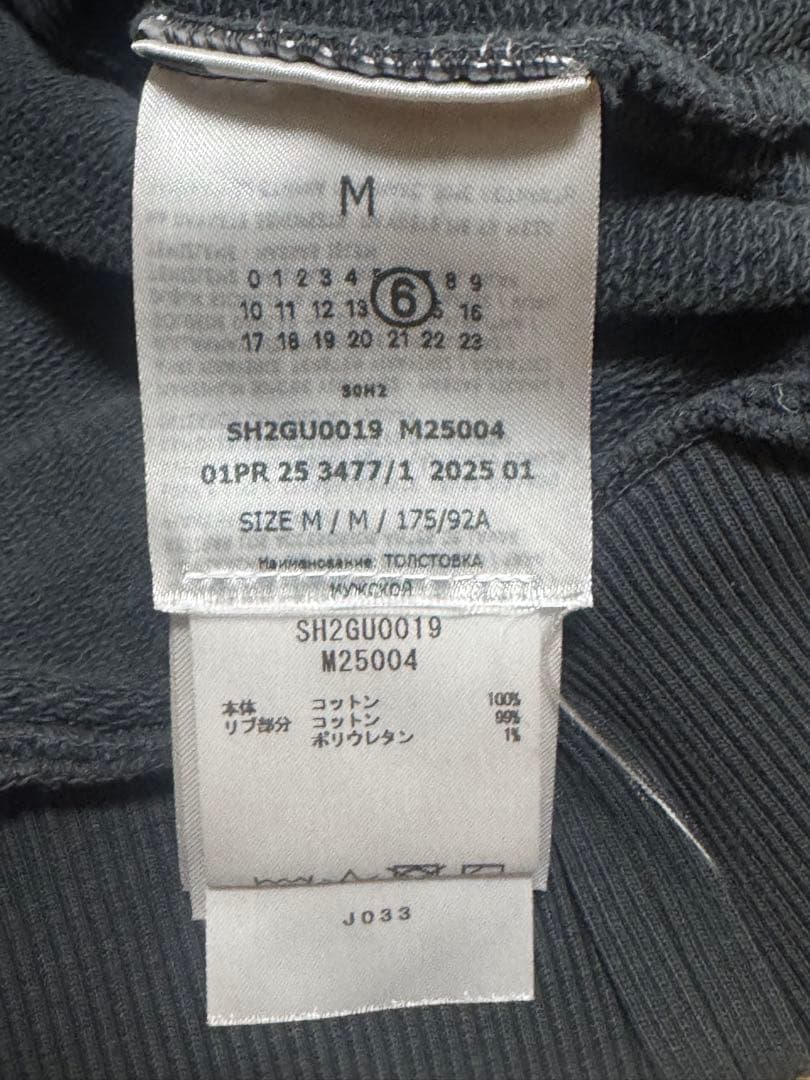 M
0 1 2 3 4 8 9
10 11 12 13 6 16
17 18 19 20 21 22 23
S0H2
SH2GU0019 M25004
01PR 25 3477/1 2025 01
SIZE M / M / 175/92A
Наименование: ТОЛСТОВКА
МУЖСКОЙ
SH2GU0019
M25004
本体 コットン 100%
リブ部分 コットン 99%
ポリウレタン 1%
J033